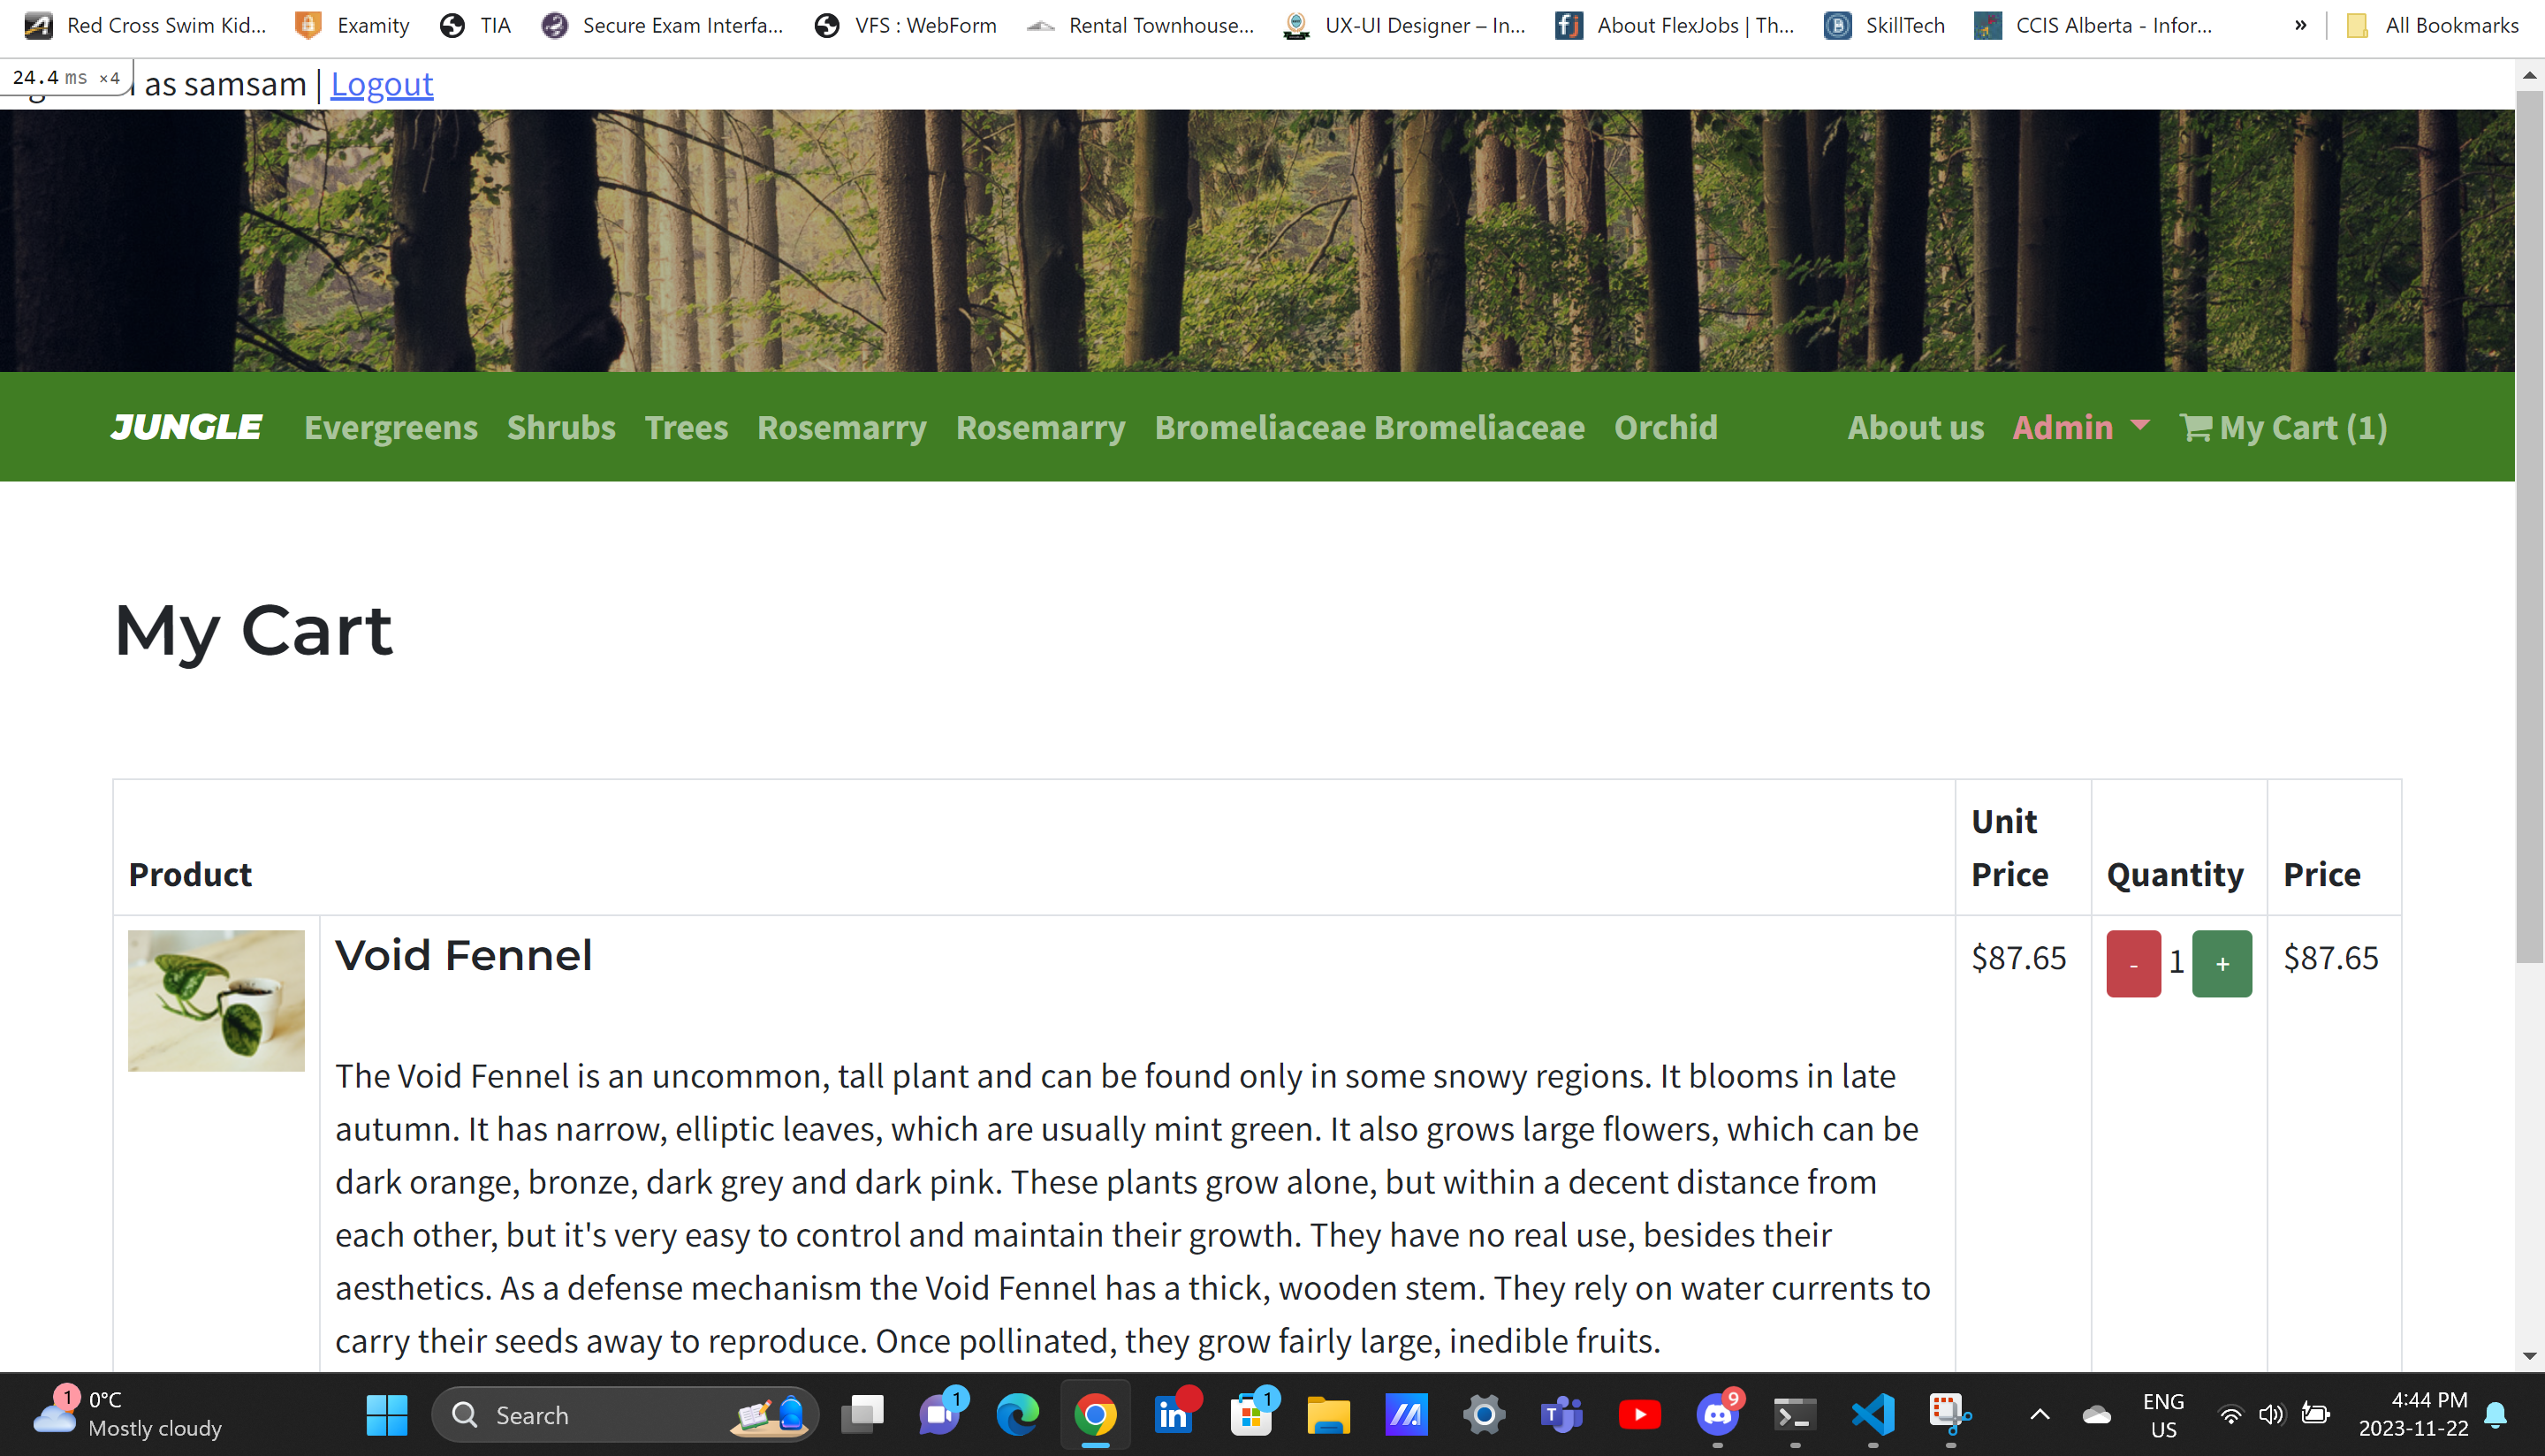 Red Cross Swim Kid... Examity TIA Secure Exam Interfa... VFS : WebForm Rental Townhouse... UX-UI Designer – In... fj About FlexJobs | Th... B SkillTech CCIS Alberta - Infor... » All Bookmarks
24.4 ms ×4 as samsam | Logout
JUNGLE Evergreens Shrubs Trees Rosemarry Rosemarry Bromeliaceae Bromeliaceae Orchid About us Admin My Cart (1)
My Cart
Product Unit Price Quantity Price
Void Fennel $87.65 - 1 + $87.65
The Void Fennel is an uncommon, tall plant and can be found only in some snowy regions. It blooms in late
autumn. It has narrow, elliptic leaves, which are usually mint green. It also grows large flowers, which can be
dark orange, bronze, dark grey and dark pink. These plants grow alone, but within a decent distance from
each other, but it's very easy to control and maintain their growth. They have no real use, besides their
aesthetics. As a defense mechanism the Void Fennel has a thick, wooden stem. They rely on water currents to
carry their seeds away to reproduce. Once pollinated, they grow fairly large, inedible fruits.
1 0°C Search 1 in 1 T 9 ENG 4:44 PM
Mostly cloudy US 2023-11-22